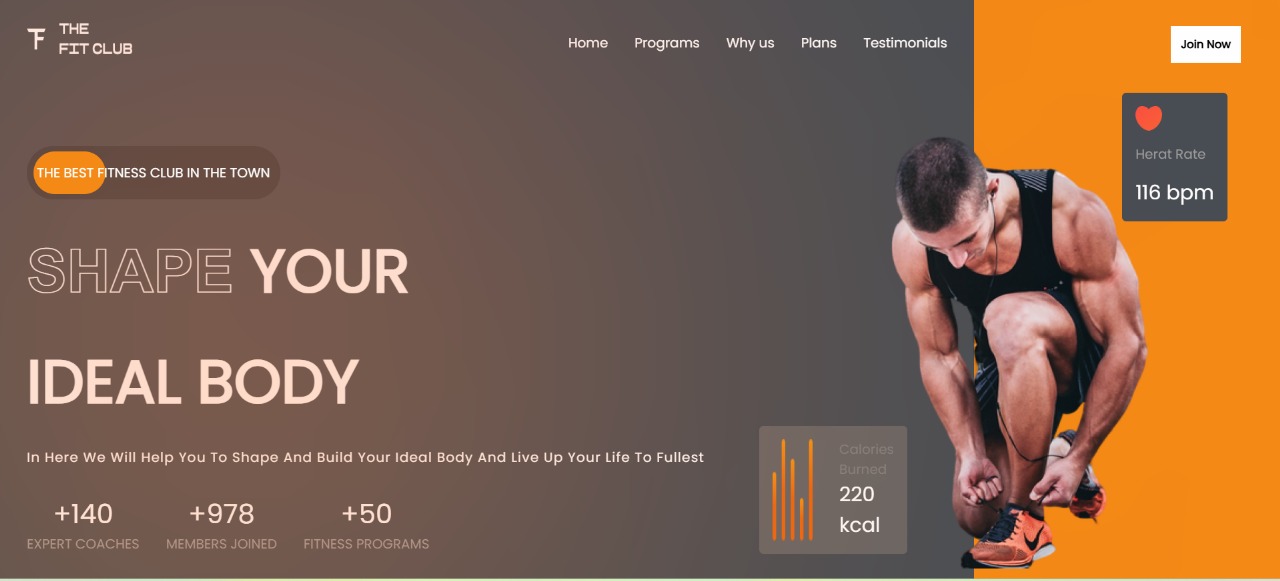 THE
FIT CLUB
Home Programs Why us Plans Testimonials
Join Now
Herat Rate
116 bpm
THE BEST FITNESS CLUB IN THE TOWN
SHAPE YOUR
IDEAL BODY
In Here We Will Help You To Shape And Build Your Ideal Body And Live Up Your Life To Fullest
+140 +978 +50
EXPERT COACHES MEMBERS JOINED FITNESS PROGRAMS
Calories
Burned
220
kcal